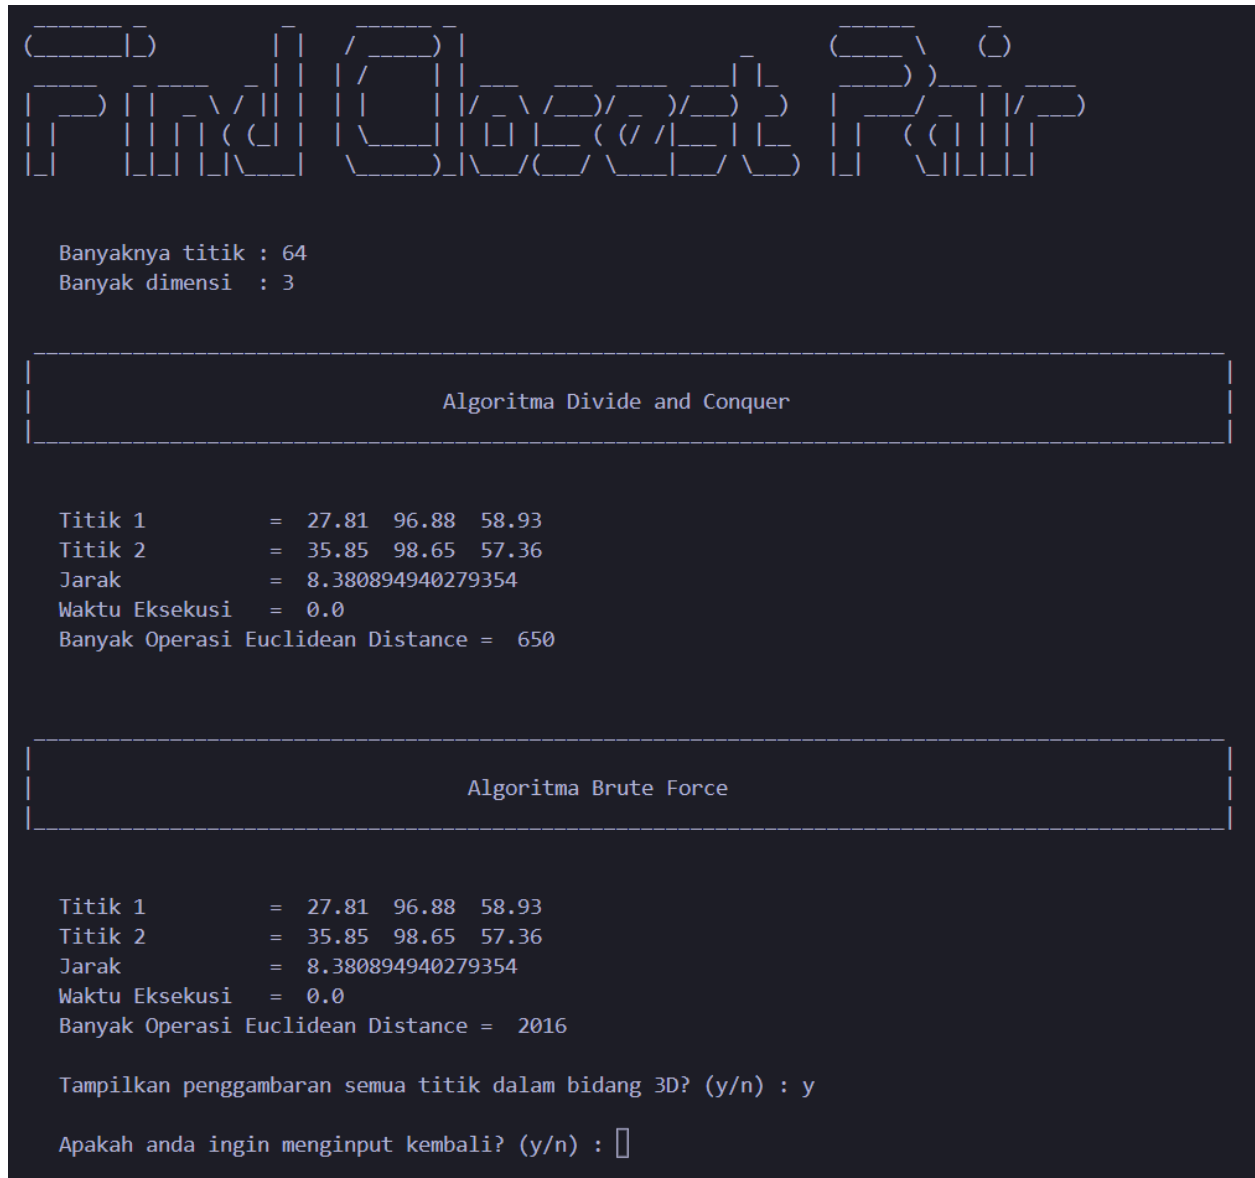 Find Closest Pair
Banyaknya titik : 64
Banyak dimensi  : 3
Algoritma Divide and Conquer
Titik 1          =  27.81  96.88  58.93
Titik 2          =  35.85  98.65  57.36
Jarak            =  8.380894940279354
Waktu Eksekusi   =  0.0
Banyak Operasi Euclidean Distance =  650
Algoritma Brute Force
Titik 1          =  27.81  96.88  58.93
Titik 2          =  35.85  98.65  57.36
Jarak            =  8.380894940279354
Waktu Eksekusi   =  0.0
Banyak Operasi Euclidean Distance =  2016
Tampilkan penggambaran semua titik dalam bidang 3D? (y/n) : y
Apakah anda ingin menginput kembali? (y/n) :